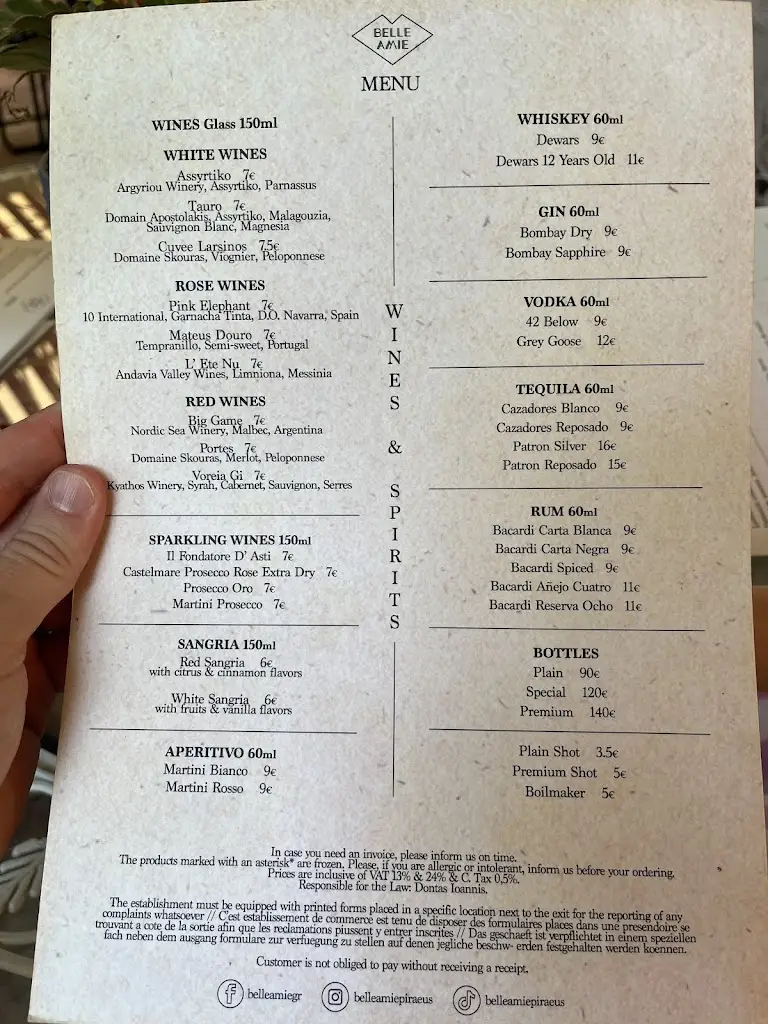 BELLE
AMIE
MENU
WINES Glass 150ml
WHITE WINES
Assyrtiko 7€
Argyriou Winery, Assyrtiko, Parnassus
Tauro 7€
Domain Apostolakis, Assyrtiko, Malagouzia,
Sauvignon Blanc, Magnesia
Cuvee Larsinos 7.5€
Domaine Skouras, Viognier, Peloponnese
ROSE WINES
Pink Elephant 7€
10 International, Garnacha Tinta, D.O. Navarra, Spain
Mateus Douro 7€
Tempranillo, Semi-sweet, Portugal
L' Ete Nu 7€
Andavia Valley Wines, Limniona, Messinia
RED WINES
Big Game 7€
Nordic Sea Winery, Malbec, Argentina
Portes 7€
Domaine Skouras, Merlot, Peloponnese
Voreia Gi 7€
Kyathos Winery, Syrah, Cabernet, Sauvignon, Serres
SPARKLING WINES 150ml
Il Fondatore D' Asti 7€
Castelmare Prosecco Rose Extra Dry 7€
Prosecco Oro 7€
Martini Prosecco 7€
SANGRIA 150ml
Red Sangria 6€
with citrus & cinnamon flavors
White Sangria 6€
with fruits & vanilla flavors
APERITIVO 60ml
Martini Bianco 9€
Martini Rosso 9€
WINES & SPIRITS
WHISKEY 60ml
Dewars 9€
Dewars 12 Years Old 11€
GIN 60ml
Bombay Dry 9€
Bombay Sapphire 9€
VODKA 60ml
42 Below 9€
Grey Goose 12€
TEQUILA 60ml
Cazadores Blanco 9€
Cazadores Reposado 9€
Patron Silver 16€
Patron Reposado 15€
RUM 60ml
Bacardi Carta Blanca 9€
Bacardi Carta Negra 9€
Bacardi Spiced 9€
Bacardi Añejo Cuatro 11€
Bacardi Reserva Ocho 11€
BOTTLES
Plain 90€
Special 120€
Premium 140€
Plain Shot 3.5€
Premium Shot 5€
Boilmaker 5€
In case you need an invoice, please inform us on time.
The products marked with an asterisk* are frozen. Please, if you are allergic or intolerant, inform us before your ordering.
Prices are inclusive of VAT 13% & 24% & C. Tax 0,5%.
Responsible for the Law: Dontas Ioannis.
The establishment must be equipped with printed forms placed in a specific location next to the exit for the reporting of any
complaints whatsoever // C'est etablissement de commerce est tenu de disposer des formulaires places dans une presendoire se
trouvant a cote de la sortie afin que les reclamations piussent y entrer inscrites // Das geschaeft ist verpflichtet in einem speziellen
fach neben dem ausgang formulare zur verfuegung zu stellen auf denen jegliche beschw- erden festgehalten werden koennen.
Customer is not obliged to pay without receiving a receipt.
belleamiegr
belleamiepiraeus
belleamiepiraeus